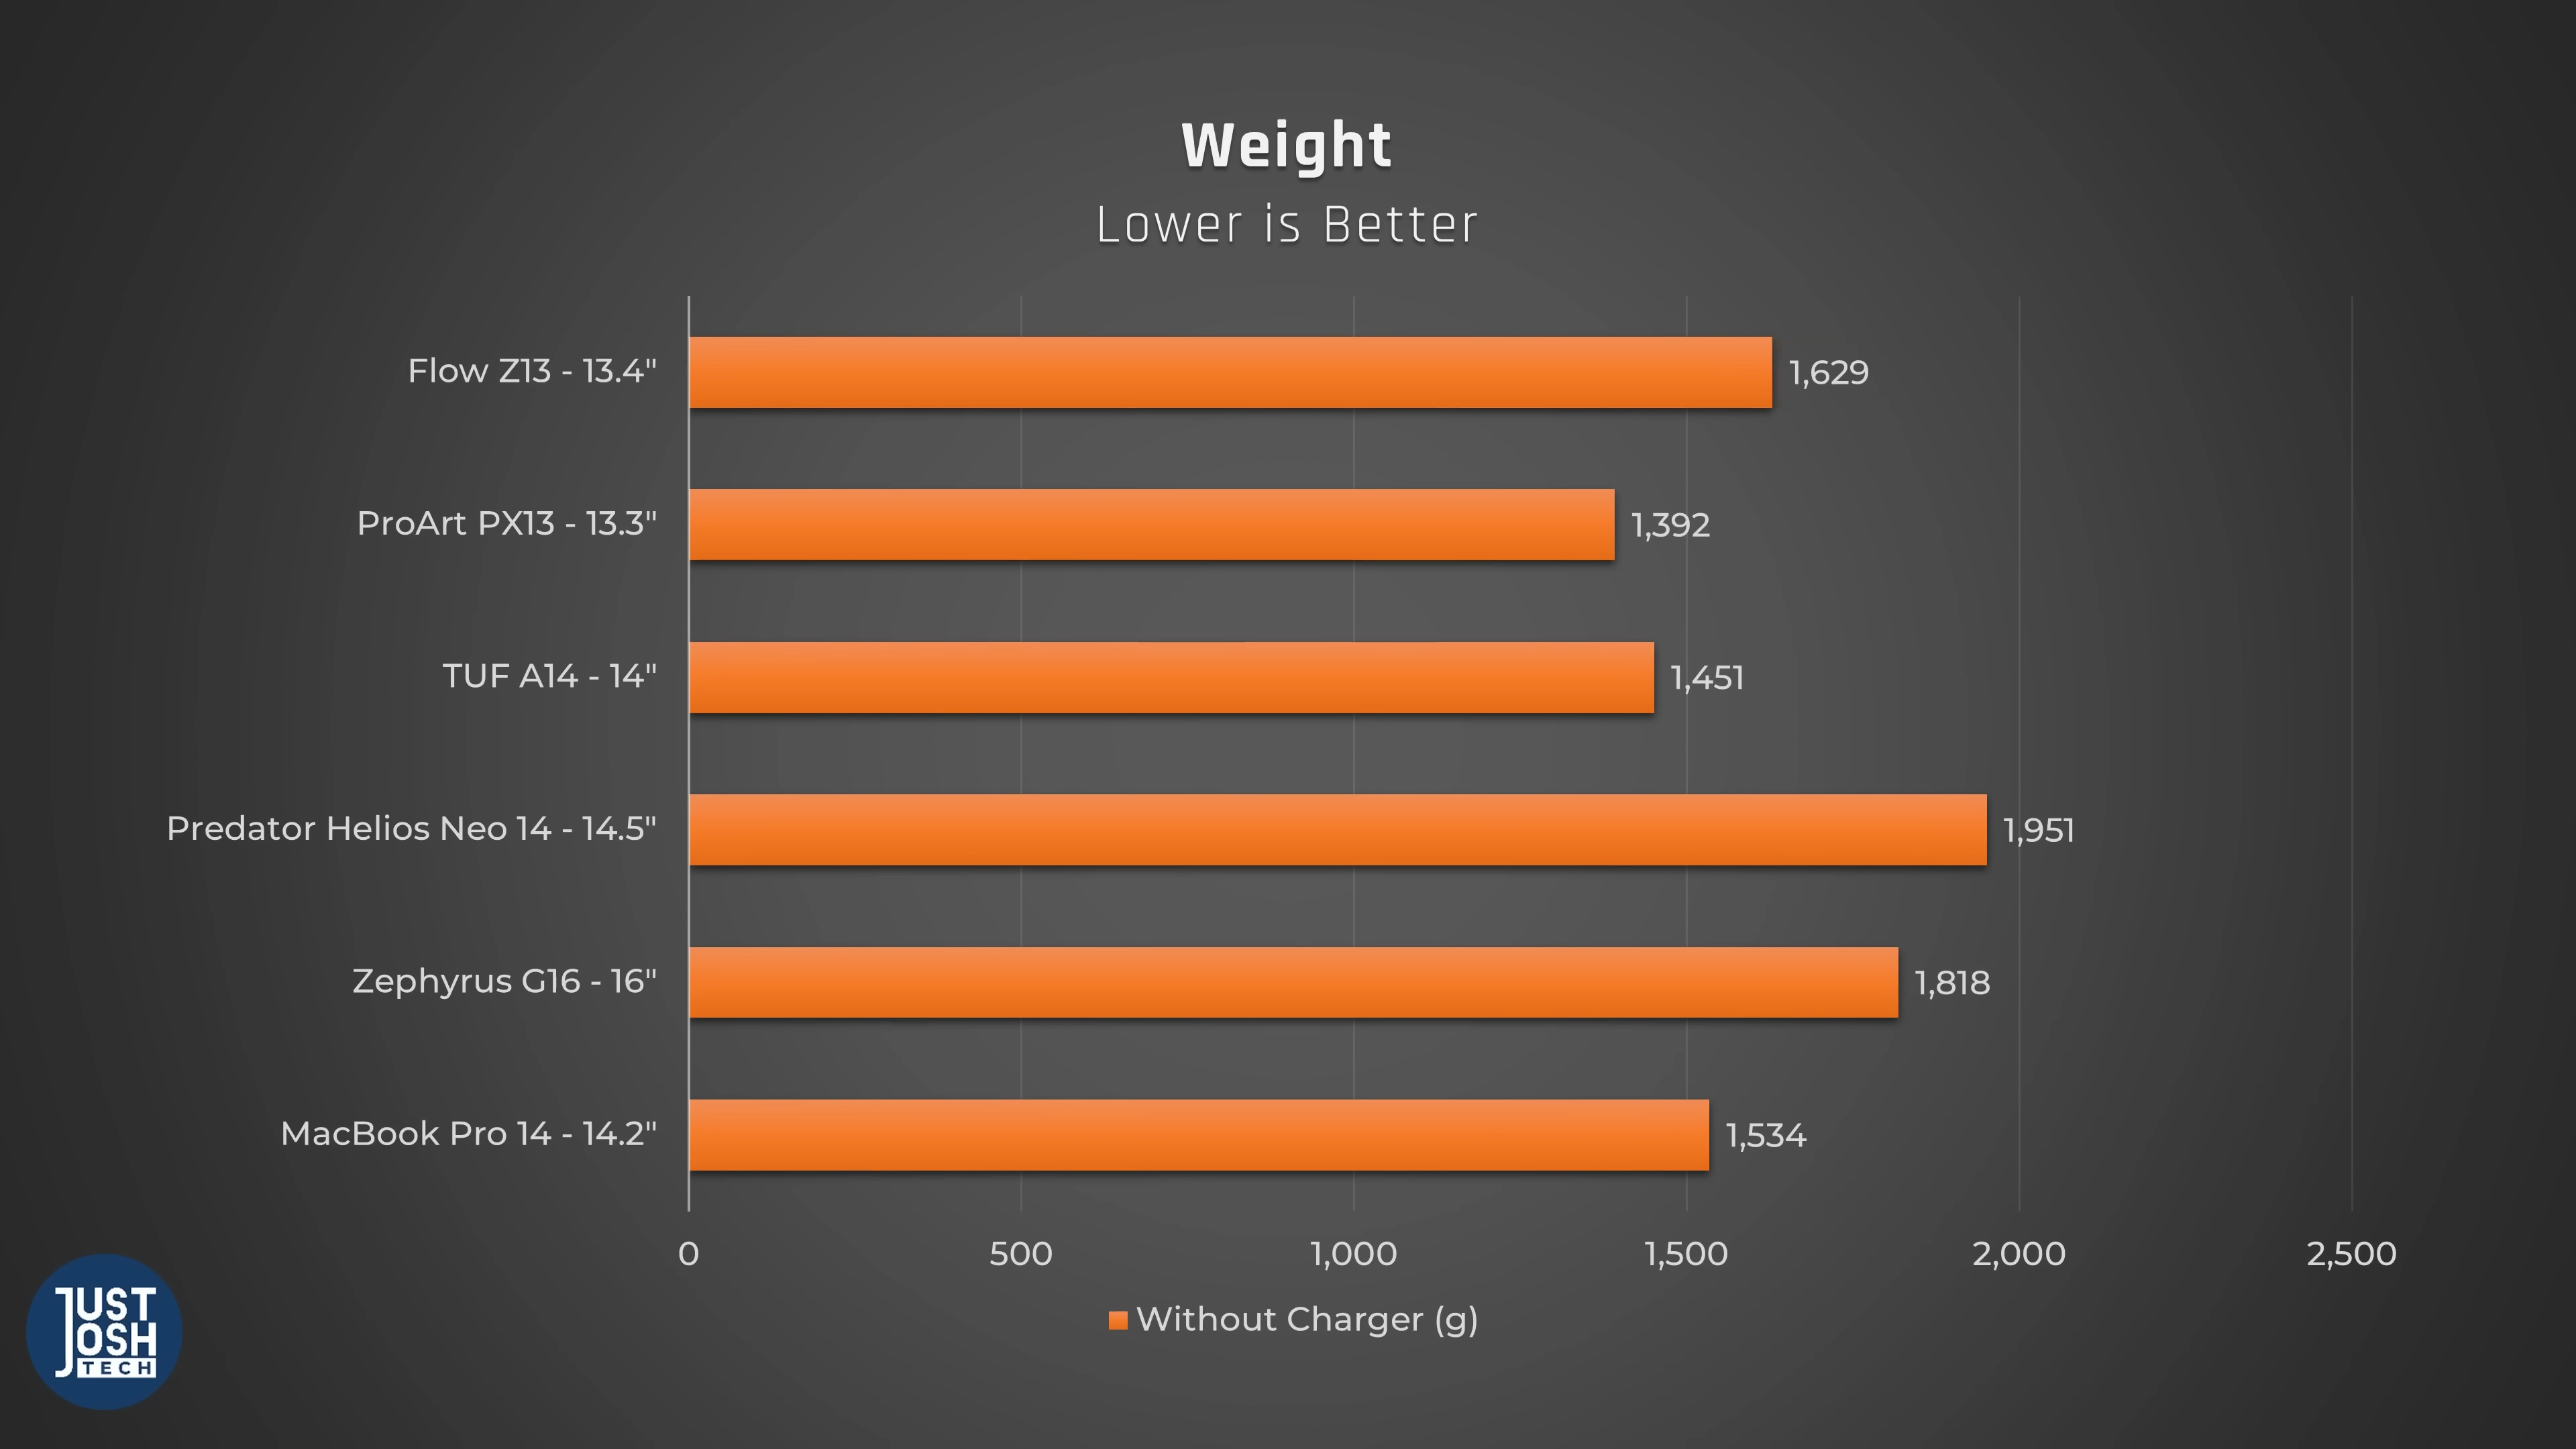 Weight
Lower is Better
Flow Z13 - 13.4"
1,629
ProArt PX13 - 13.3"
1,392
TUF A14 - 14"
1,451
Predator Helios Neo 14 - 14.5"
1,951
Zephyrus G16 - 16"
1,818
MacBook Pro 14 - 14.2"
1,534
0 500 1,000 1,500 2,000 2,500
Without Charger (g)
JUST
JOSH
TECH